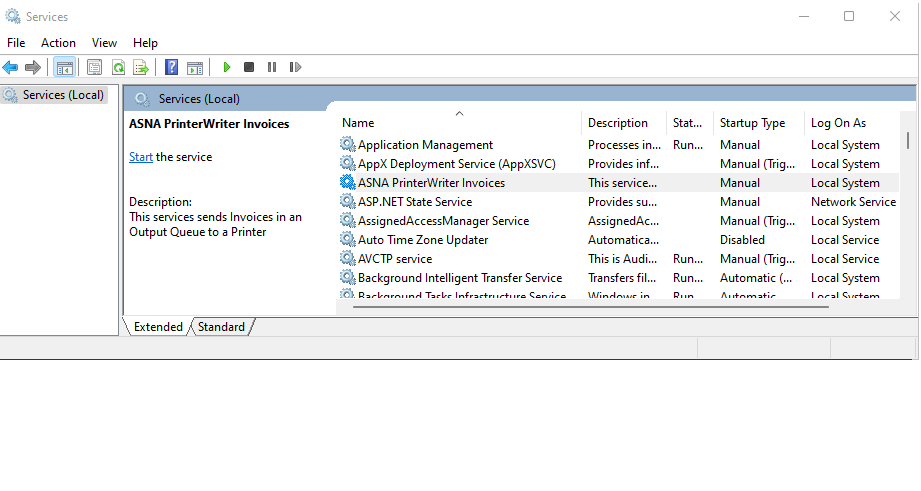 Services
File Action View Help
Services (Local)
Services (Local)
ASNA PrinterWriter Invoices
Start the service
Description:
This services sends Invoices in an
Output Queue to a Printer
Name Description Stat... Startup Type Log On As
Application Management Processes in... Run... Manual Local System
AppX Deployment Service (AppXSVC) Provides inf... Manual (Trig... Local System
ASNA PrinterWriter Invoices This service... Manual Local System
ASP.NET State Service Provides su... Manual Network Service
AssignedAccessManager Service AssignedAc... Manual (Trig... Local System
Auto Time Zone Updater Automatica... Disabled Local Service
AVCTP service This is Audi... Run... Manual (Trig... Local Service
Background Intelligent Transfer Service Transfers fil... Run... Automatic (... Local System
Background Tasks Infrastructure Service Windows in... Run... Automatic Local System
Extended Standard